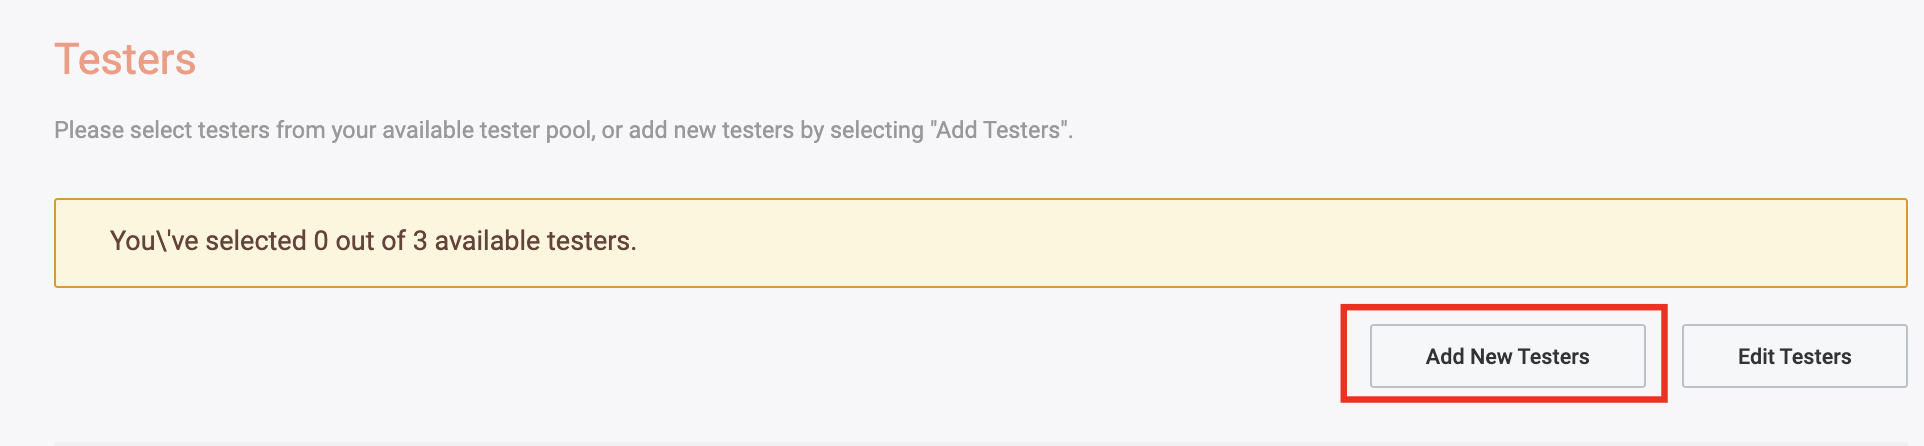 Testers
Please select testers from your available tester pool, or add new testers by selecting "Add Testers".
You\'ve selected 0 out of 3 available testers.
Add New Testers
Edit Testers